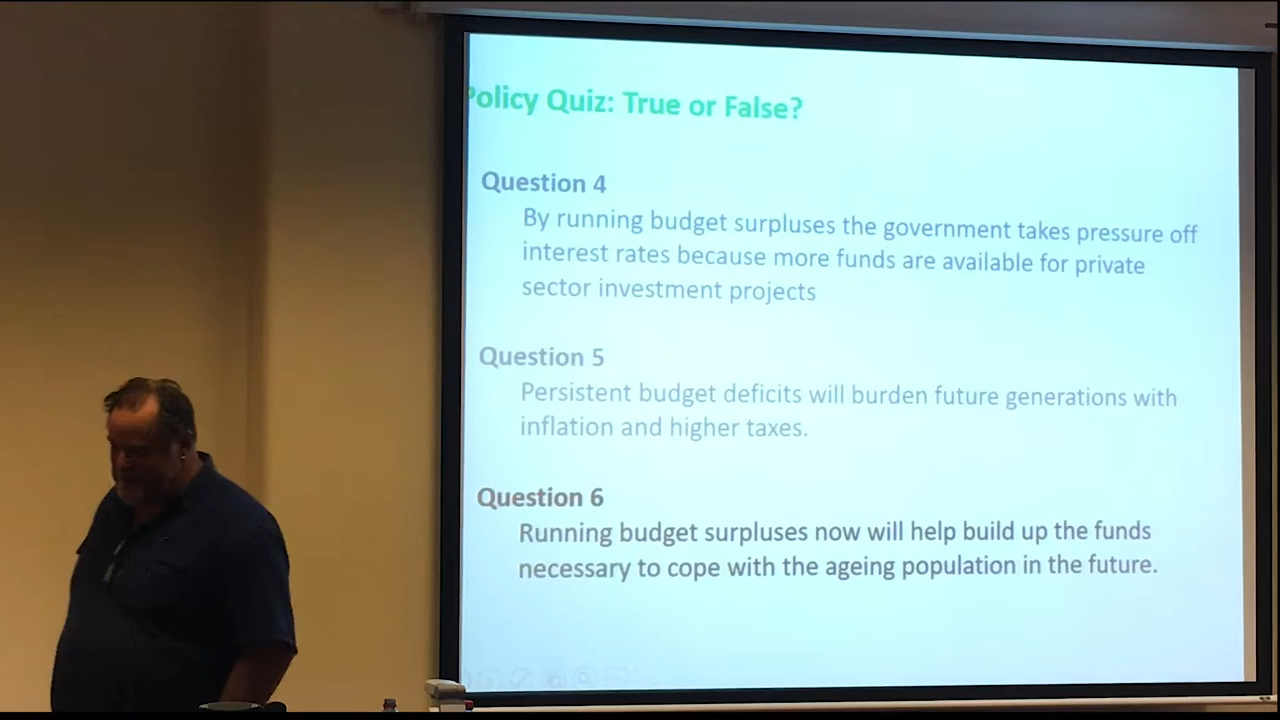 Policy Quiz: True or False?
Question 4
By running budget surpluses the government takes pressure off
interest rates because more funds are available for private
sector investment projects
Question 5
Persistent budget deficits will burden future generations with
inflation and higher taxes.
Question 6
Running budget surpluses now will help build up the funds
necessary to cope with the ageing population in the future.